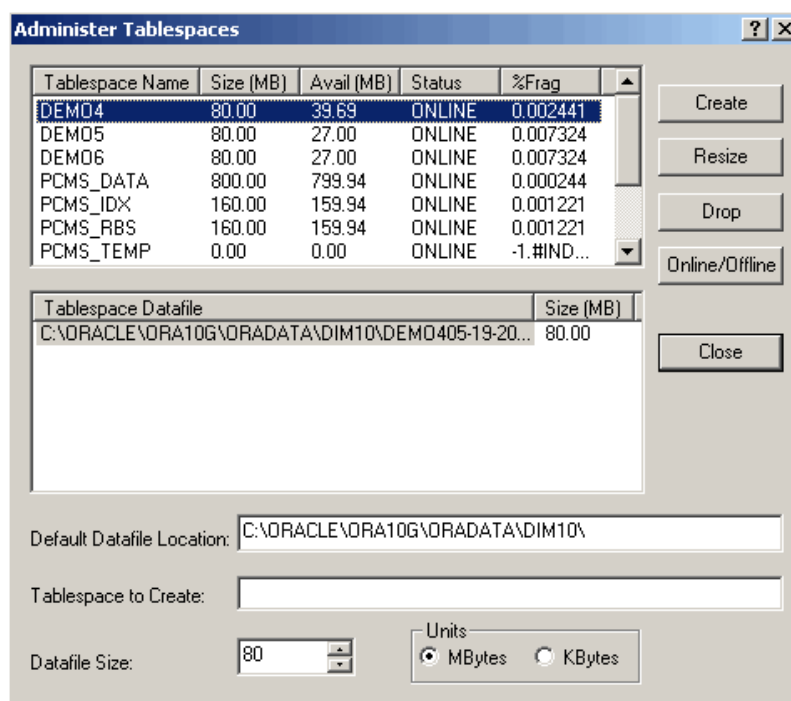 Administer Tablespaces
Tablespace Name Size (MB) Avail (MB) Status %Frag
DEMO4 80.00 39.69 ONLINE 0.002441
DEMO5 80.00 27.00 ONLINE 0.007324
DEMO6 80.00 27.00 ONLINE 0.007324
PCMS_DATA 800.00 799.94 ONLINE 0.000244
PCMS_IDX 160.00 159.94 ONLINE 0.001221
PCMS_RBS 160.00 159.94 ONLINE 0.001221
PCMS_TEMP 0.00 0.00 ONLINE -1.#IND...
Create
Resize
Drop
Online/Offline
Close
Tablespace Datafile Size (MB)
C:\ORACLE\ORA10G\ORADATA\DIM10\DEMO405-19-20... 80.00
Default Datafile Location: C:\ORACLE\ORA10G\ORADATA\DIM10\
Tablespace to Create:
Datafile Size: 80
Units
MBytes KBytes